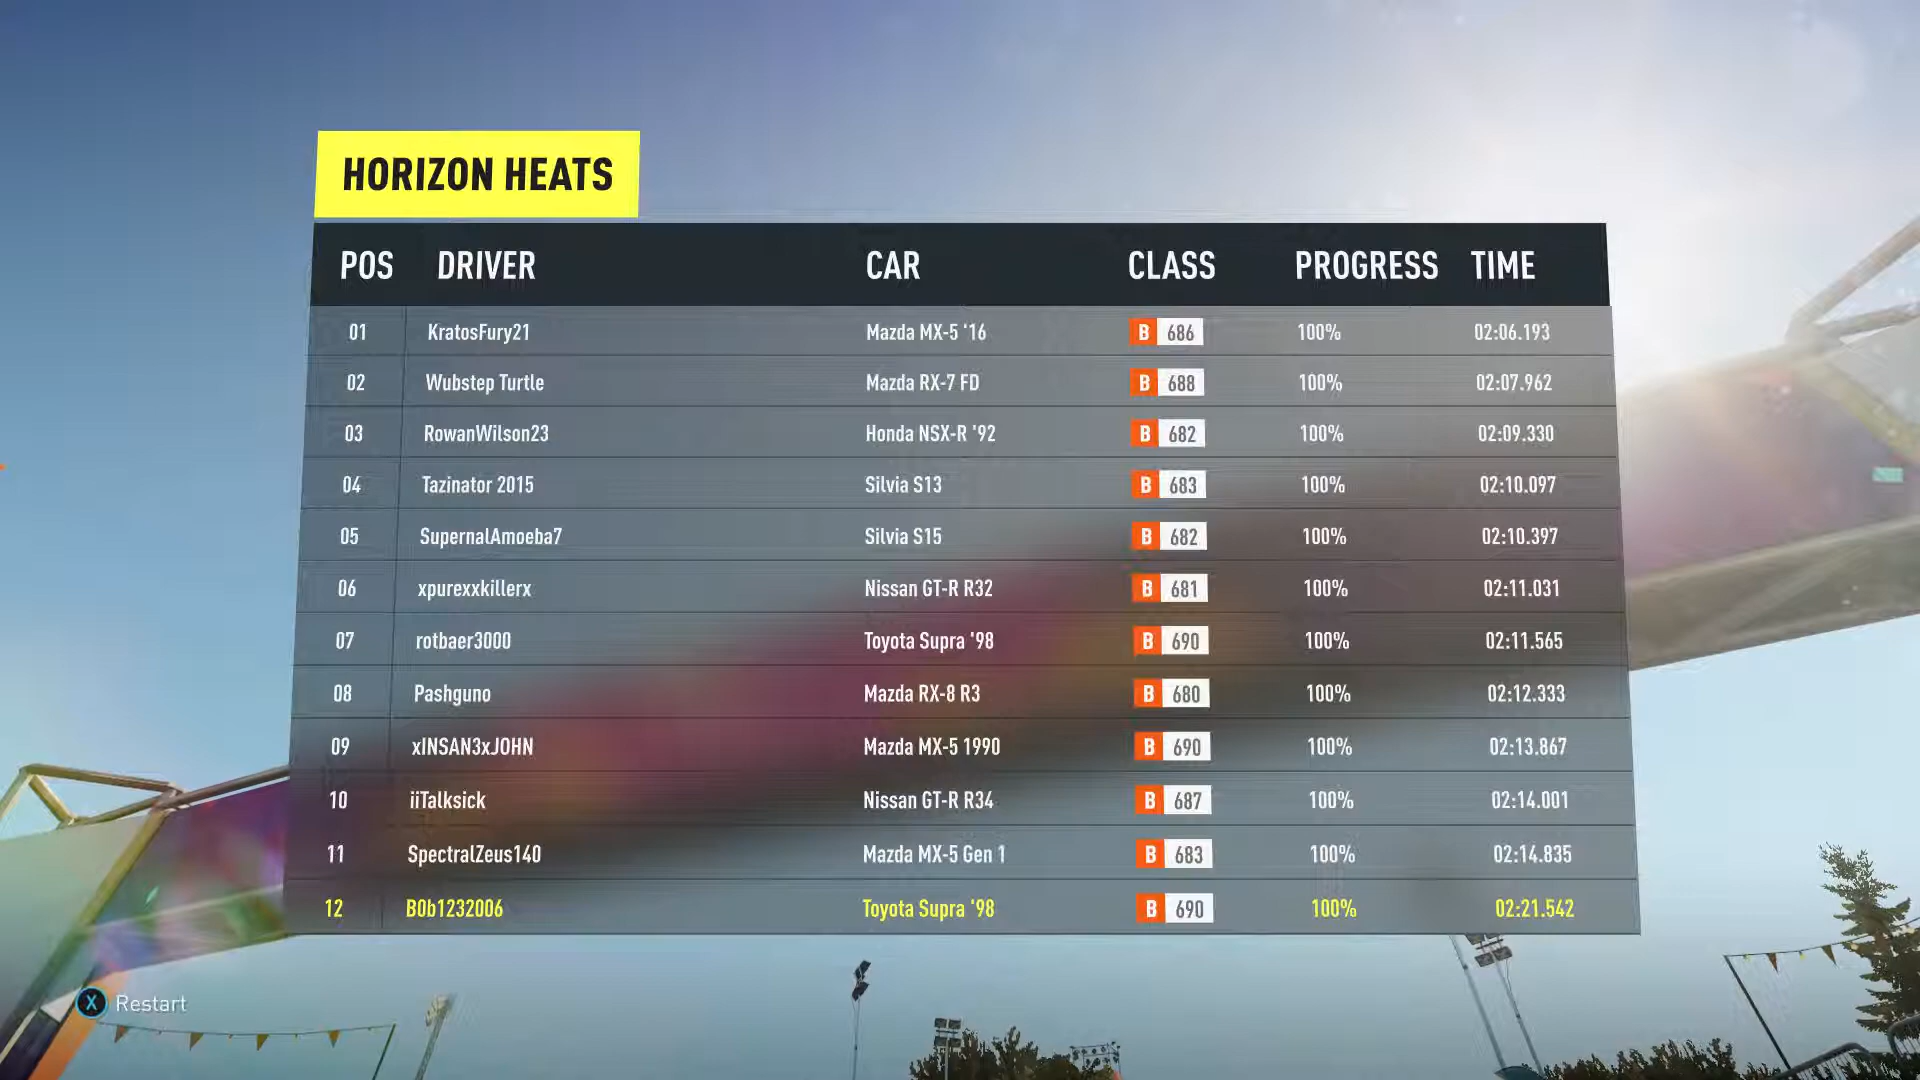 HORIZON HEATS
POS DRIVER CAR CLASS PROGRESS TIME
01 KratosFury21 Mazda MX-5 '16 B 686 100% 02:06.193
02 Wubstep Turtle Mazda RX-7 FD B 688 100% 02:07.962
03 RowanWilson23 Honda NSX-R '92 B 682 100% 02:09.330
04 Tazinator 2015 Silvia S13 B 683 100% 02:10.097
05 SupernalAmoeba7 Silvia S15 B 682 100% 02:10.397
06 xpurexxkillerx Nissan GT-R R32 B 681 100% 02:11.031
07 rotbaer3000 Toyota Supra '98 B 690 100% 02:11.565
08 Pashguno Mazda RX-8 R3 B 680 100% 02:12.333
09 xINSAN3xJOHN Mazda MX-5 1990 B 690 100% 02:13.867
10 iiTalksick Nissan GT-R R34 B 687 100% 02:14.001
11 SpectralZeus140 Mazda MX-5 Gen 1 B 683 100% 02:14.835
12 B0b1232006 Toyota Supra '98 B 690 100% 02:21.542
X Restart